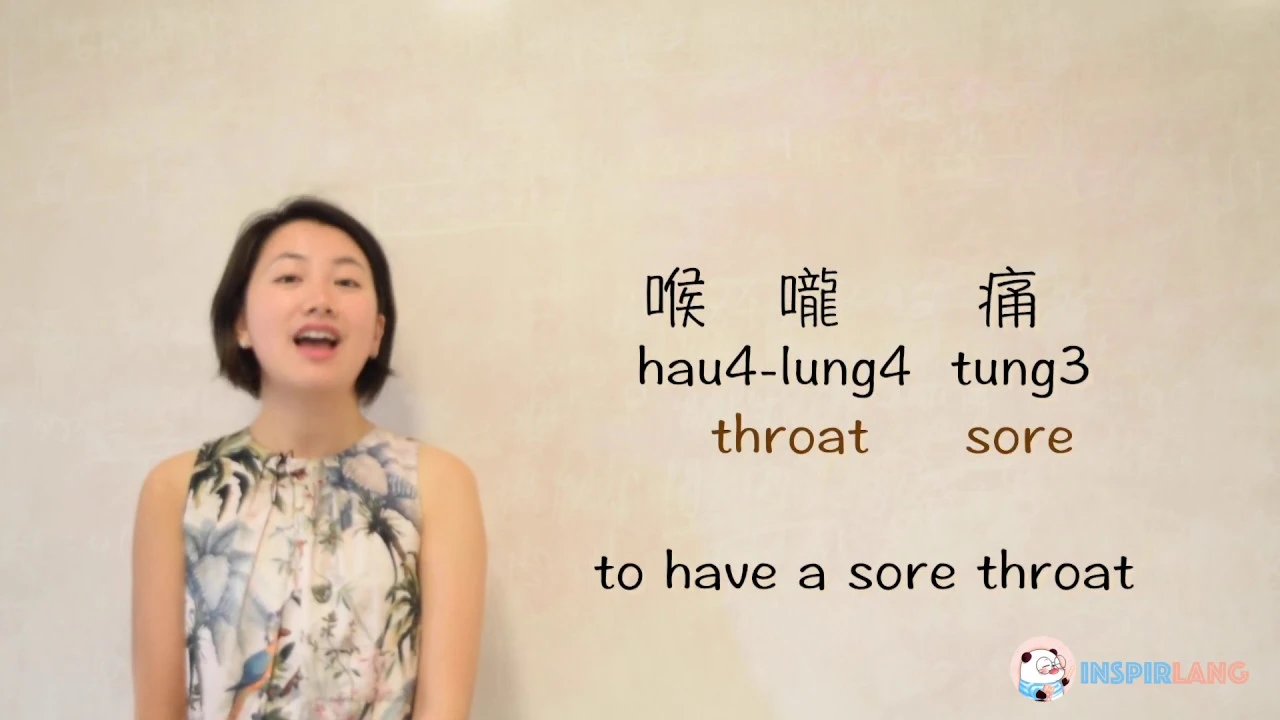 喉 嚨 痛
hau4-lung4 tung3
throat sore
to have a sore throat
INSPIRLANG